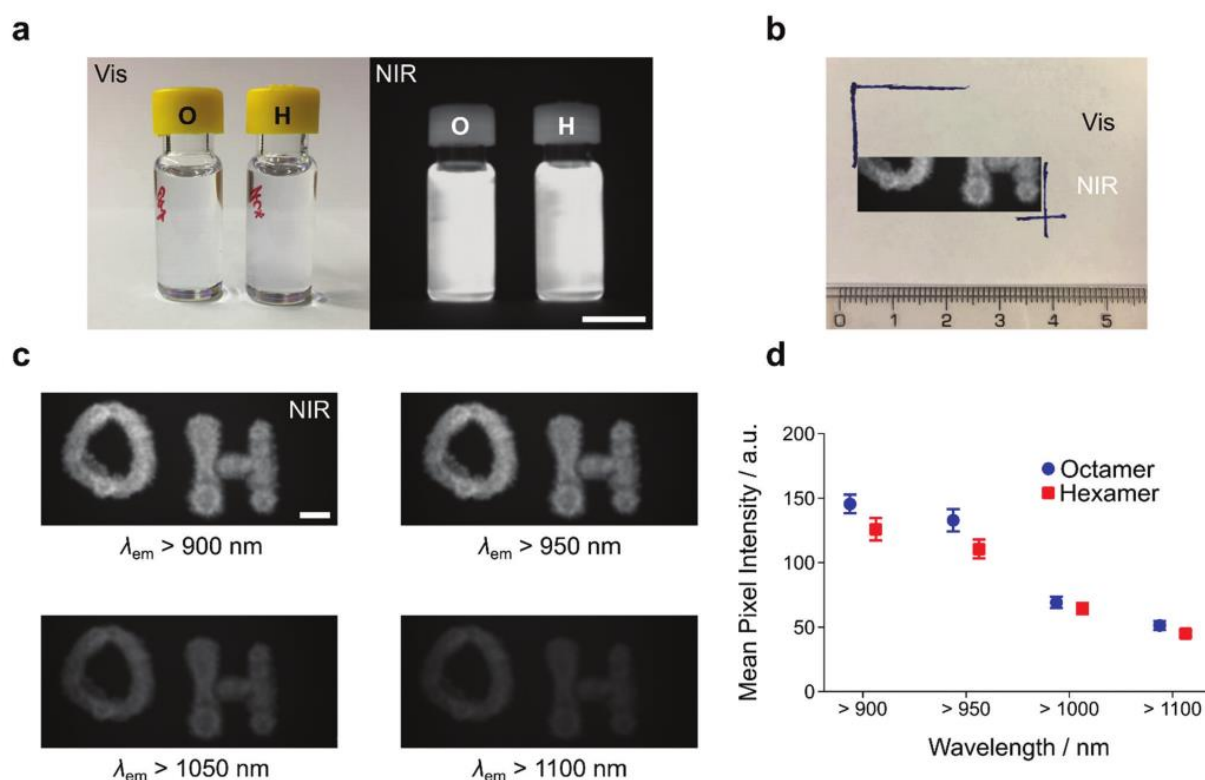 a
Vis
NIR
O
H
O
H
b
Vis
NIR
0 1 2 3 4 5
c
NIR
λem > 900 nm
λem > 950 nm
λem > 1050 nm
λem > 1100 nm
d
Mean Pixel Intensity / a.u.
200
150
100
50
0
Octamer
Hexamer
> 900
> 950
> 1000
> 1100
Wavelength / nm